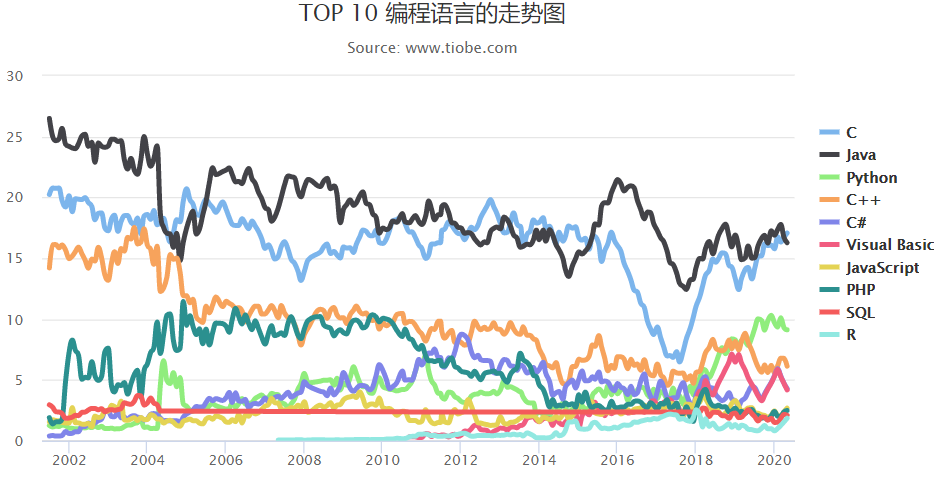 TOP 10 编程语言的走势图
Source: www.tiobe.com
30
25
20
15
10
5
0
2002 2004 2006 2008 2010 2012 2014 2016 2018 2020
C
Java
Python
C++
C#
Visual Basic
JavaScript
PHP
SQL
R